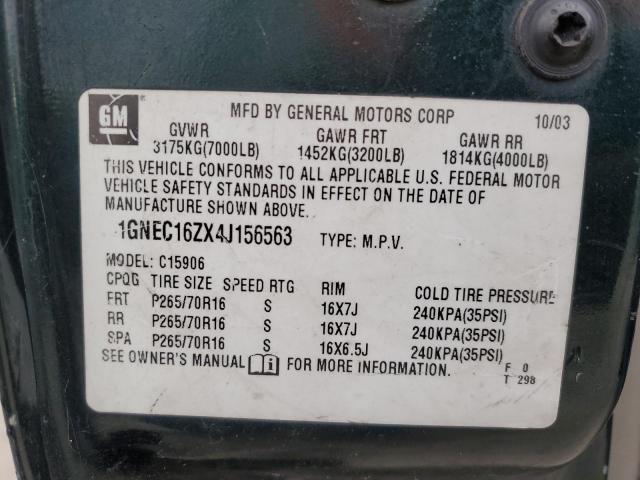 GM
MFD BY GENERAL MOTORS CORP 10/03
GVWR GAWR FRT GAWR RR
3175KG(7000LB) 1452KG(3200LB) 1814KG(4000LB)
THIS VEHICLE CONFORMS TO ALL APPLICABLE U.S. FEDERAL MOTOR
VEHICLE SAFETY STANDARDS IN EFFECT ON THE DATE OF
MANUFACTURE SHOWN ABOVE.
1GNEC16ZX4J156563 TYPE: M.P.V.
MODEL: C15906
CPQG TIRE SIZE SPEED RTG RIM COLD TIRE PRESSURE
FRT P265/70R16 S 16X7J 240KPA(35PSI)
RR P265/70R16 S 16X7J 240KPA(35PSI)
SPA P265/70R16 S 16X6.5J 240KPA(35PSI)
SEE OWNER'S MANUAL FOR MORE INFORMATION.
F 0
T 298